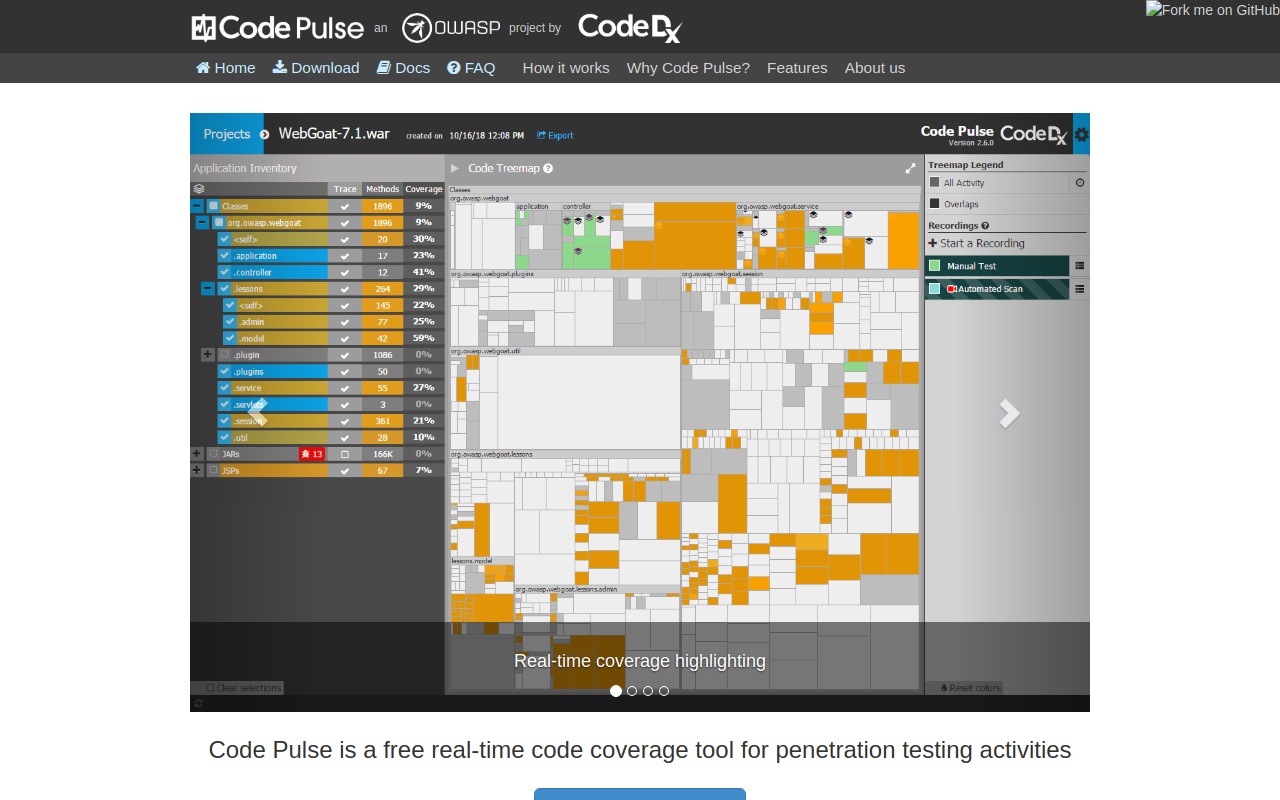 Code Pulse an OWASP project by Code Dx
Fork me on GitHub
Home Download Docs FAQ How it works Why Code Pulse? Features About us
Projects WebGoat-7.1.war created on 10/16/18 12:08 PM Export
Code Pulse Code Dx
Version 2.6.0
Application Inventory
Code Treemap
Treemap Legend
All Activity
Overlaps
Recordings
Start a Recording
Manual Test
Automated Scan
Trace Methods Coverage
Classes 1896 9%
org.owasp.webgoat 1896 9%
<self> 20 30%
.application 17 23%
.controller 12 41%
.lessons 264 29%
<self> 145 22%
.admin 77 25%
.model 42 59%
.plugin 1086 0%
.plugins 50 0%
.service 55 27%
.servlets 3 0%
.session 361 21%
.util 28 10%
JARs 13 166K 0%
JSPs 67 7%
Classes
org.owasp.webgoat
application controller org.owasp.webgoat.service
org.owasp.webgoat.plugins org.owasp.webgoat.session
org.owasp.webgoat.util
org.owasp.webgoat.lessons
lessons.model
org.owasp.webgoat.lessons.admin
Real-time coverage highlighting
Clear selections
Reset colors
Code Pulse is a free real-time code coverage tool for penetration testing activities